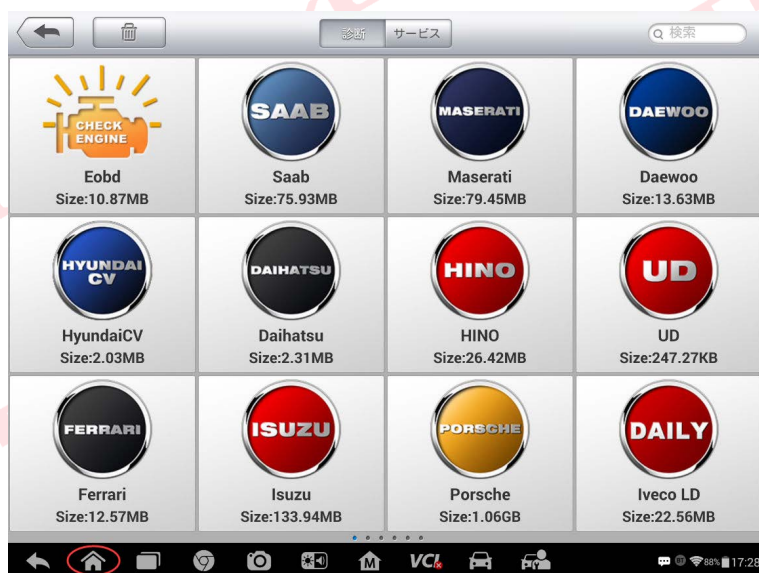 診断 サービス 検索
CHECK
ENGINE
SAAB
MASERATI
DAEWOO
Eobd
Saab
Maserati
Daewoo
Size:10.87MB
Size:75.93MB
Size:79.45MB
Size:13.63MB
HYUNDAI
CV
DAIHATSU
HINO
UD
HyundaiCV
Daihatsu
HINO
UD
Size:2.03MB
Size:2.31MB
Size:26.42MB
Size:247.27KB
FERRARI
ISUZU
PORSCHE
DAILY
Ferrari
Isuzu
Porsche
Iveco LD
Size:12.57MB
Size:133.94MB
Size:1.06GB
Size:22.56MB
M VCI 88% 17:28